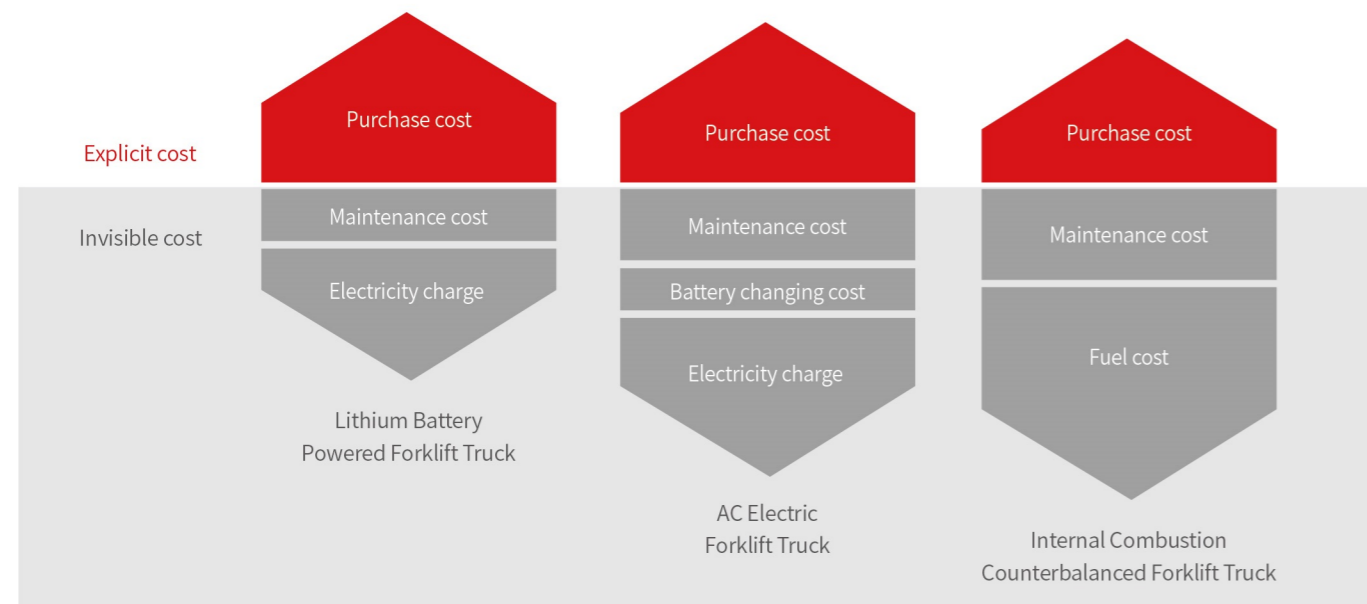 Explicit cost
Invisible cost
Purchase cost
Maintenance cost
Electricity charge
Lithium Battery
Powered Forklift Truck
Purchase cost
Maintenance cost
Battery changing cost
Electricity charge
AC Electric
Forklift Truck
Purchase cost
Maintenance cost
Fuel cost
Internal Combustion
Counterbalanced Forklift Truck